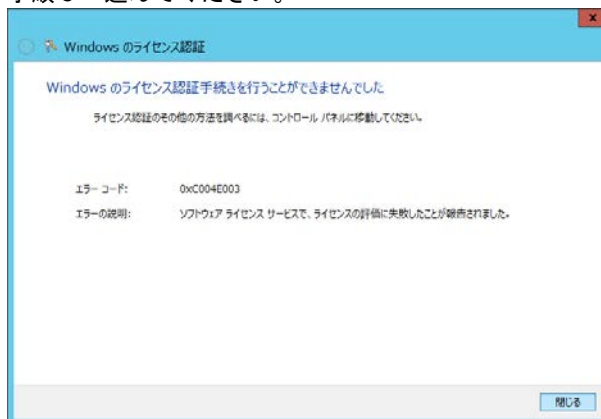 Windows のライセンス認証
Windows のライセンス認証手続きを行うことができませんでした
ライセンス認証のその他の方法を調べるには、コントロール パネルに移動してください。
エラー コード: 0xC004E003
エラーの説明: ソフトウェア ライセンス サービスで、ライセンスの評価に失敗したことが報告されました。
閉じる